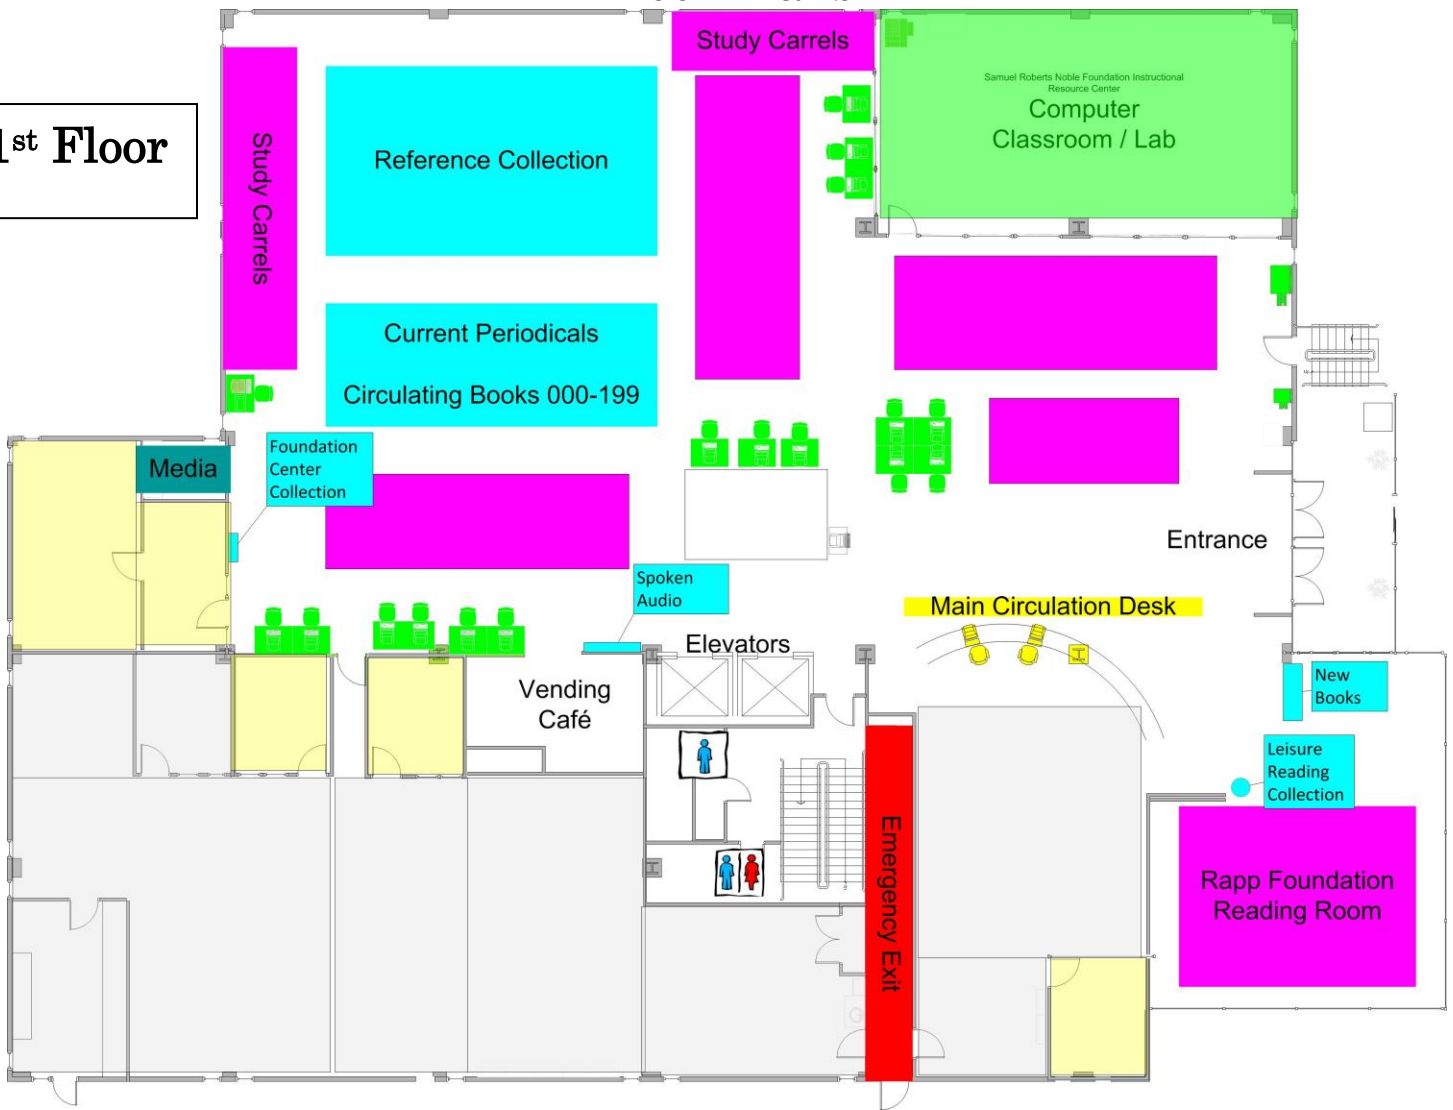 1st Floor
Study Carrels
Samuel Roberts Noble Foundation Instructional
Resource Center
Computer
Classroom / Lab
Study Carrels
Reference Collection
Current Periodicals
Circulating Books 000-199
Media
Foundation
Center
Collection
Entrance
Spoken
Audio
Main Circulation Desk
Elevators
Vending
Café
New
Books
Leisure
Reading
Collection
Emergency Exit
Rapp Foundation
Reading Room